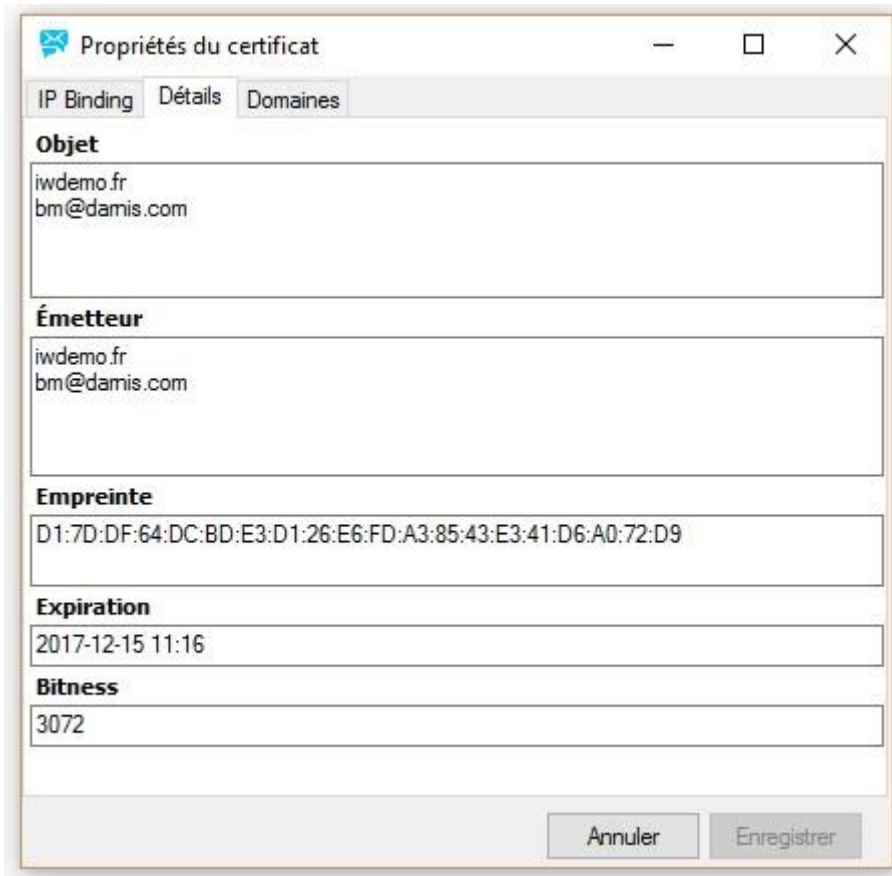 Propriétés du certificat
IP Binding Détails Domaines
Objet
iwdemo.fr
bm@damis.com
Émetteur
iwdemo.fr
bm@damis.com
Empreinte
D1:7D:DF:64:DC:BD:E3:D1:26:E6:FD:A3:85:43:E3:41:D6:A0:72:D9
Expiration
2017-12-15 11:16
Bitness
3072
Annuler Enregistrer